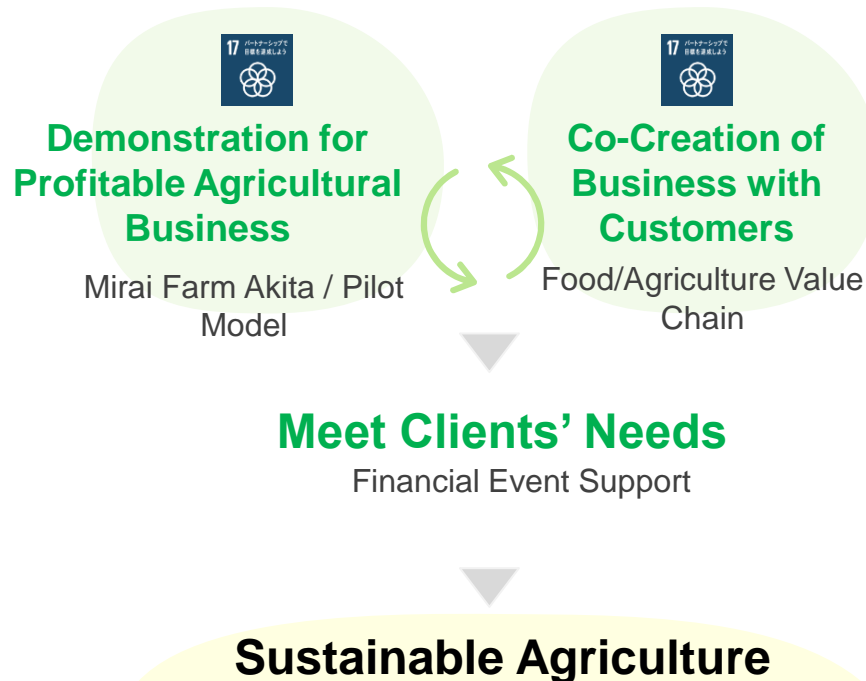 17 パートナーシップで
目標を達成しよう
Demonstration for
Profitable Agricultural
Business
Mirai Farm Akita / Pilot
Model
17 パートナーシップで
目標を達成しよう
Co-Creation of
Business with
Customers
Food/Agriculture Value
Chain
Meet Clients’ Needs
Financial Event Support
Sustainable Agriculture